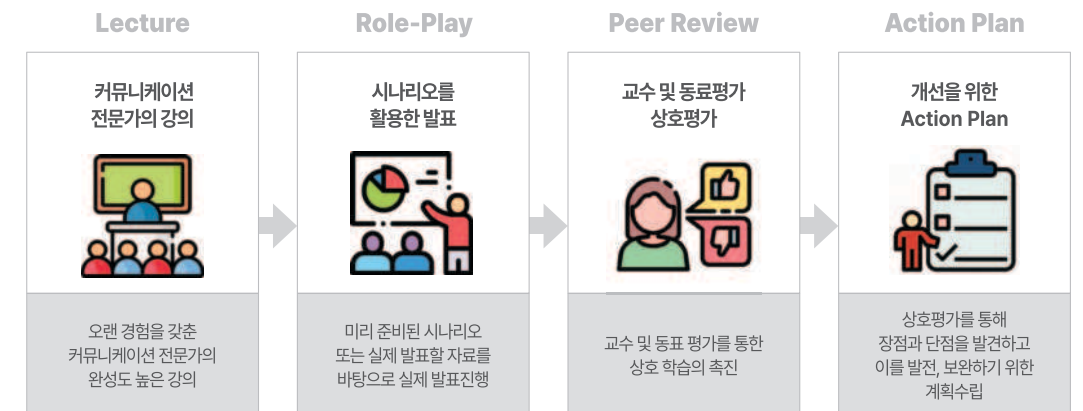 Lecture
커뮤니케이션
전문가의 강의
오랜 경험을 갖춘
커뮤니케이션 전문가의
완성도 높은 강의
Role-Play
시나리오를
활용한 발표
미리 준비된 시나리오
또는 실제 발표할 자료를
바탕으로 실제 발표진행
Peer Review
교수 및 동료평가
상호평가
교수 및 동표 평가를 통한
상호 학습의 촉진
Action Plan
개선을 위한
Action Plan
상호평가를 통해
장점과 단점을 발견하고
이를 발전, 보완하기 위한
계획수립